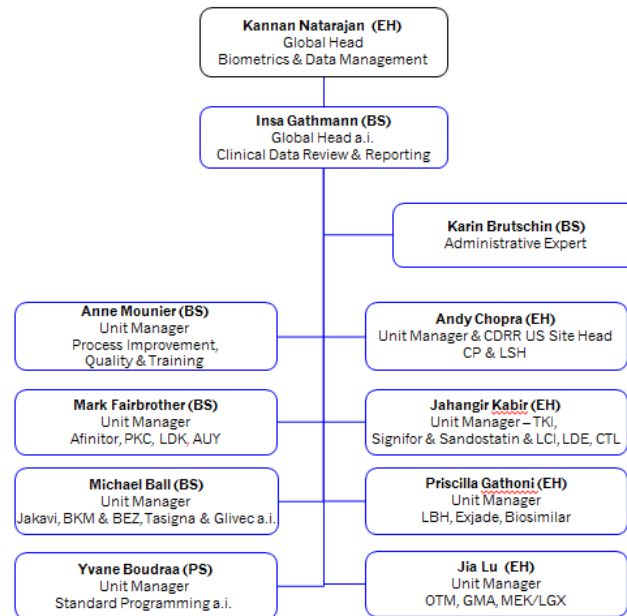 Kannan Natarajan (EH)
Global Head
Biometrics & Data Management
Insa Gathmann (BS)
Global Head a.i.
Clinical Data Review & Reporting
Karin Brutschin (BS)
Administrative Expert
Anne Mounier (BS)
Unit Manager
Process Improvement,
Quality & Training
Andy Chopra (EH)
Unit Manager & CDRR US Site Head
CP & LSH
Mark Fairbrother (BS)
Unit Manager
Afinitor, PKC, LDK, AUY
Jahangir Kabir (EH)
Unit Manager – TKI,
Signifor & Sandostatin & LCI, LDE, CTL
Michael Ball (BS)
Unit Manager
Jakavi, BKM & BEZ, Tasigna & Glivec a.i.
Priscilla Gathoni (EH)
Unit Manager
LBH, Exjade, Biosimilar
Yvane Boudraa (PS)
Unit Manager
Standard Programming a.i.
Jia Lu (EH)
Unit Manager
OTM, GMA, MEK/LGX